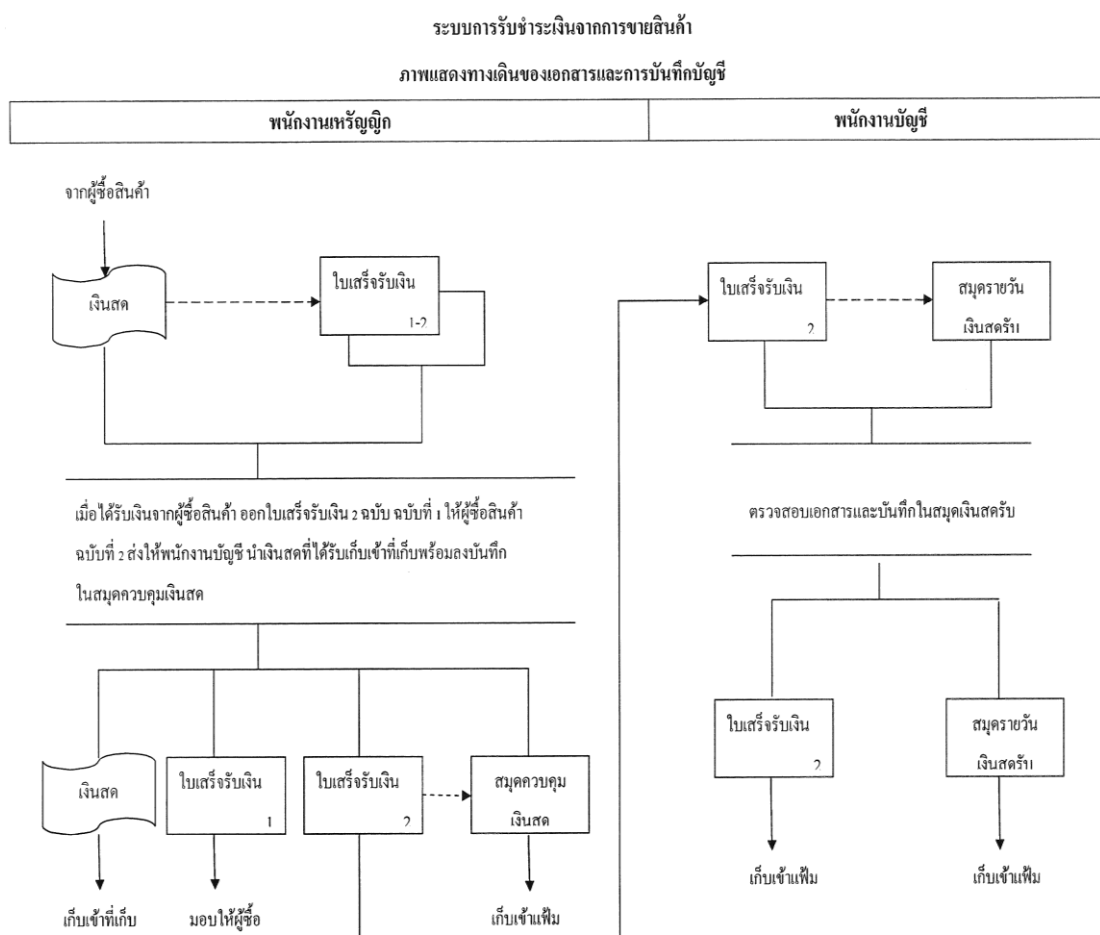 ระบบการรับชำระเงินจากการขายสินค้า
ภาพแสดงทางเดินของเอกสารและการบันทึกบัญชี
พนักงานเหรัญญิก
พนักงานบัญชี
จากผู้ซื้อสินค้า
เงินสด
ใบเสร็จรับเงิน
1-2
ใบเสร็จรับเงิน
2
สมุดรายวัน
เงินสดรับ
เมื่อได้รับเงินจากผู้ซื้อสินค้า ออกใบเสร็จรับเงิน 2 ฉบับ ฉบับที่ 1 ให้ผู้ซื้อสินค้า
ฉบับที่ 2 ส่งให้พนักงานบัญชี นำเงินสดที่ได้รับเก็บเข้าที่เก็บพร้อมลงบันทึก
ในสมุดควบคุมเงินสด
ตรวจสอบเอกสารและบันทึกในสมุดเงินสดรับ
เงินสด
ใบเสร็จรับเงิน
1
ใบเสร็จรับเงิน
2
สมุดควบคุม
เงินสด
ใบเสร็จรับเงิน
2
สมุดรายวัน
เงินสดรับ
เก็บเข้าที่เก็บ
มอบให้ผู้ซื้อ
เก็บเข้าแฟ้ม
เก็บเข้าแฟ้ม
เก็บเข้าแฟ้ม